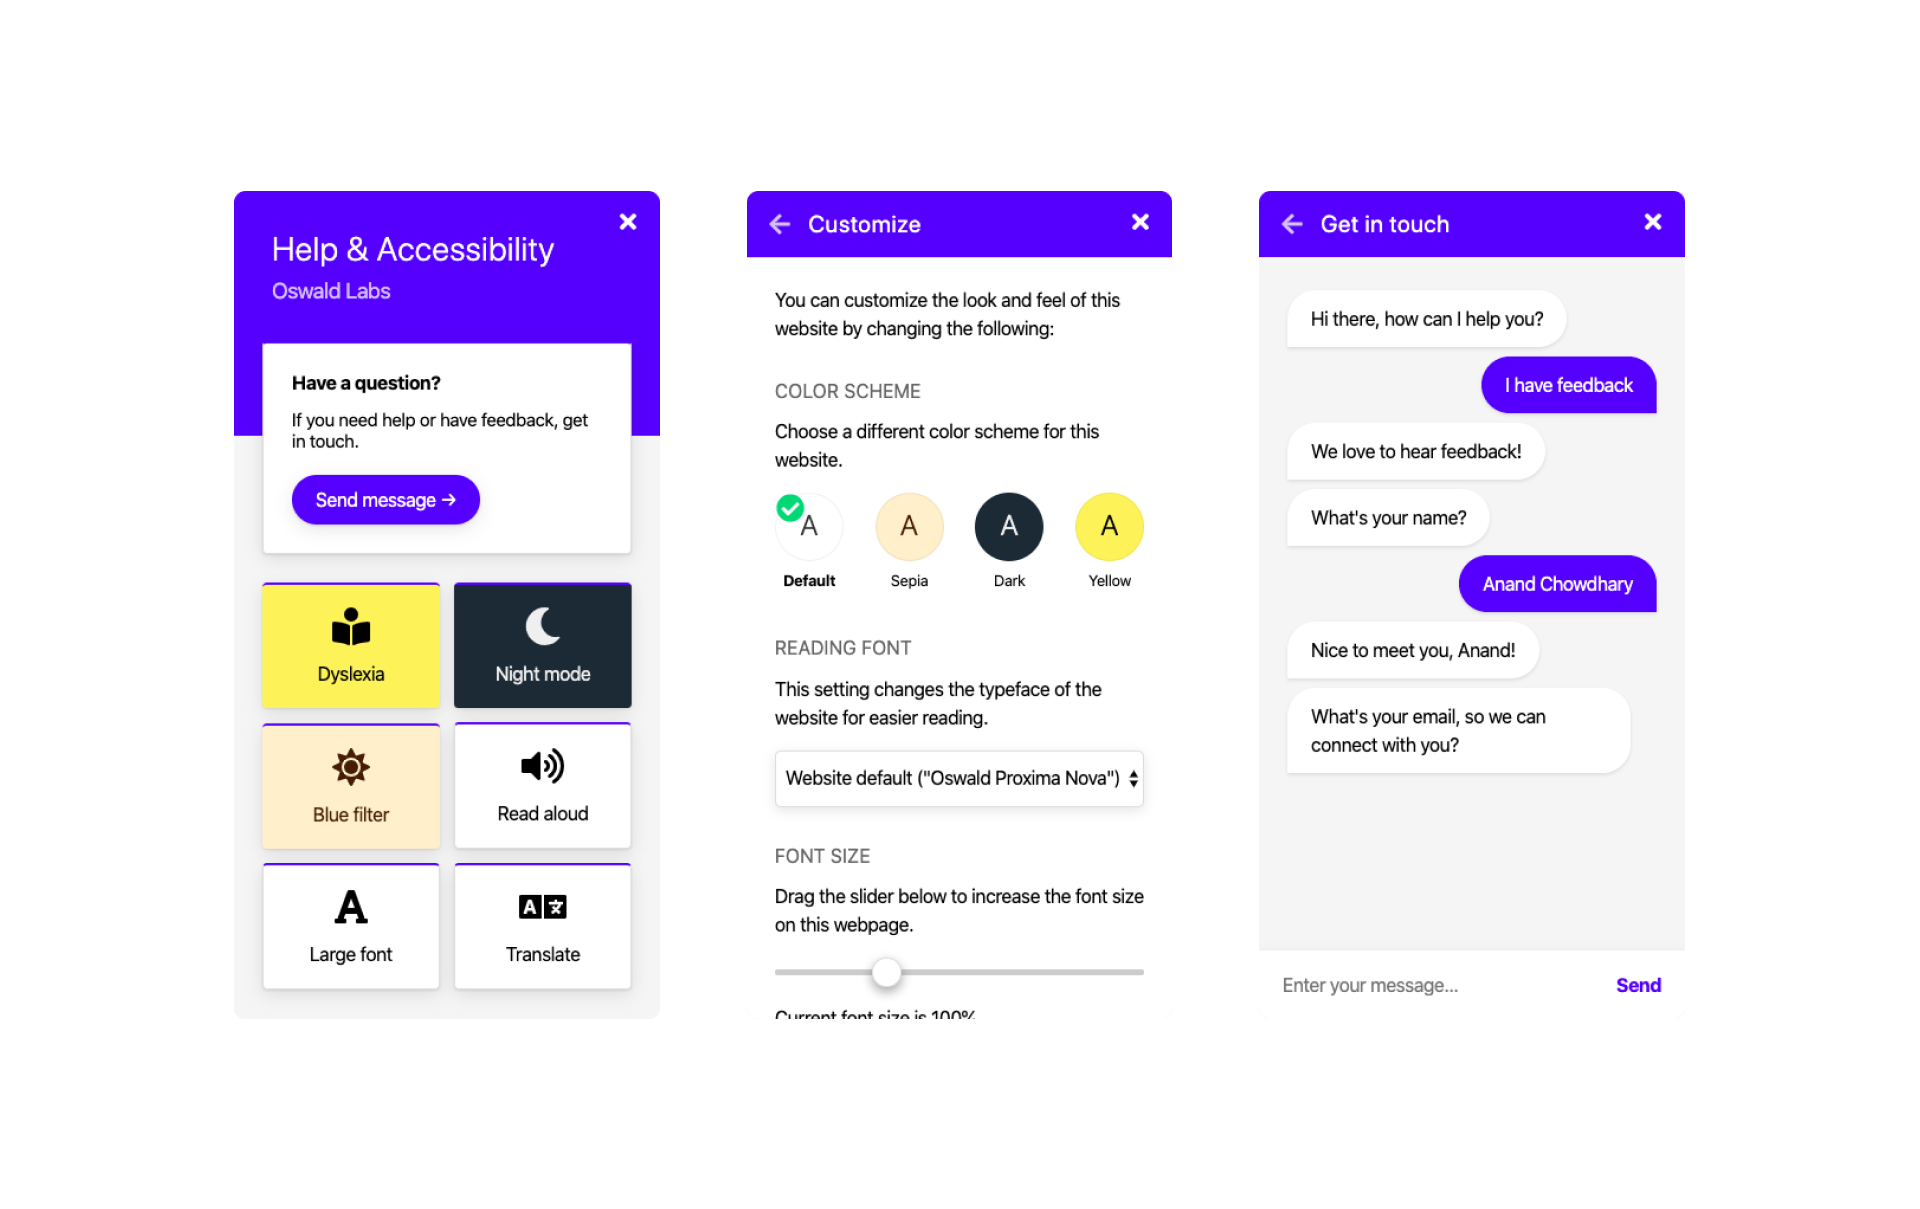 Help & Accessibility
Oswald Labs
Have a question?
If you need help or have feedback, get
in touch.
Send message →
Dyslexia
Night mode
Blue filter
Read aloud
A
Large font
A 文
Translate
Customize
You can customize the look and feel of this
website by changing the following:
COLOR SCHEME
Choose a different color scheme for this
website.
A A A A
Default Sepia Dark Yellow
READING FONT
This setting changes the typeface of the
website for easier reading.
Website default ("Oswald Proxima Nova")
FONT SIZE
Drag the slider below to increase the font size
on this webpage.
Current font size is 100%
Get in touch
Hi there, how can I help you?
I have feedback
We love to hear feedback!
What's your name?
Anand Chowdhary
Nice to meet you, Anand!
What's your email, so we can
connect with you?
Enter your message...
Send